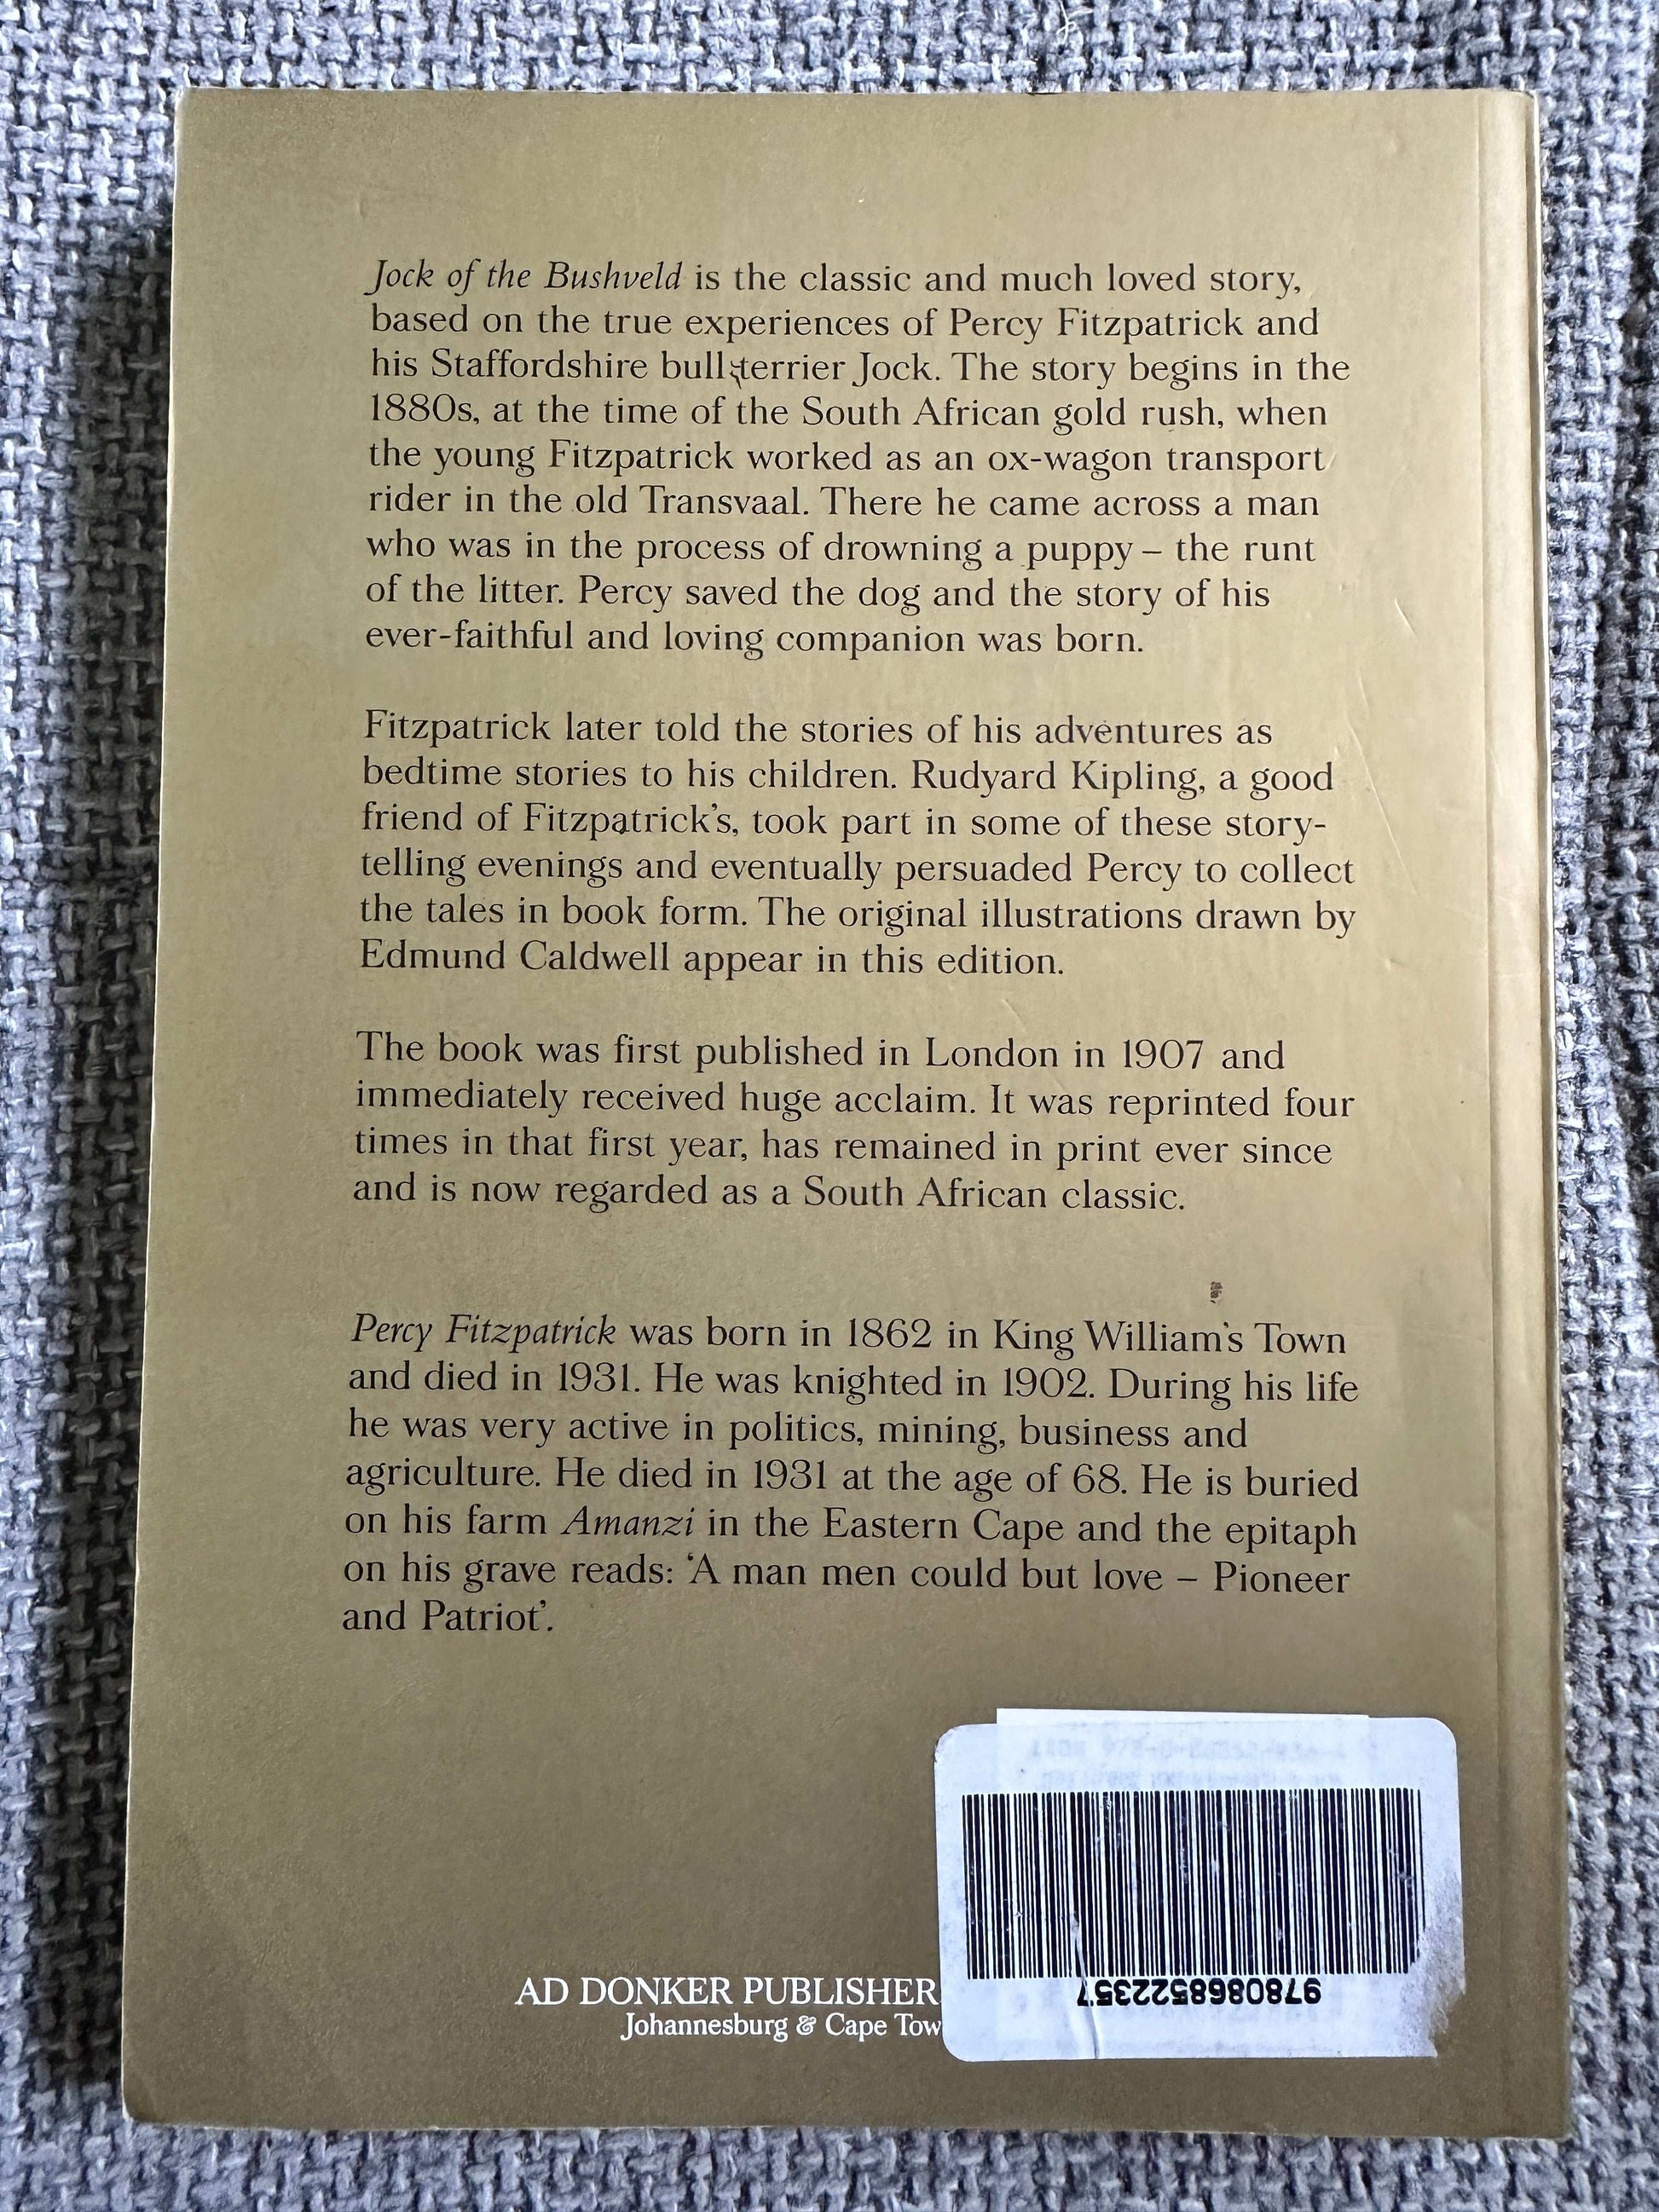 Jock of the Bushveld is the classic and much loved story,
based on the true experiences of Percy Fitzpatrick and
his Staffordshire bull terrier Jock. The story begins in the
1880s, at the time of the South African gold rush, when
the young Fitzpatrick worked as an ox-wagon transport
rider in the old Transvaal. There he came across a man
who was in the process of drowning a puppy – the runt
of the litter. Percy saved the dog and the story of his
ever-faithful and loving companion was born.
Fitzpatrick later told the stories of his adventures as
bedtime stories to his children. Rudyard Kipling, a good
friend of Fitzpatrick's, took part in some of these story-
telling evenings and eventually persuaded Percy to collect
the tales in book form. The original illustrations drawn by
Edmund Caldwell appear in this edition.
The book was first published in London in 1907 and
immediately received huge acclaim. It was reprinted four
times in that first year, has remained in print ever since
and is now regarded as a South African classic.
Percy Fitzpatrick was born in 1862 in King William's Town
and died in 1931. He was knighted in 1902. During his life
he was very active in politics, mining, business and
agriculture. He died in 1931 at the age of 68. He is buried
on his farm Amanzi in the Eastern Cape and the epitaph
on his grave reads: 'A man men could but love – Pioneer
and Patriot'.
AD DONKER PUBLISHER
Johannesburg & Cape Tow
9780868522357